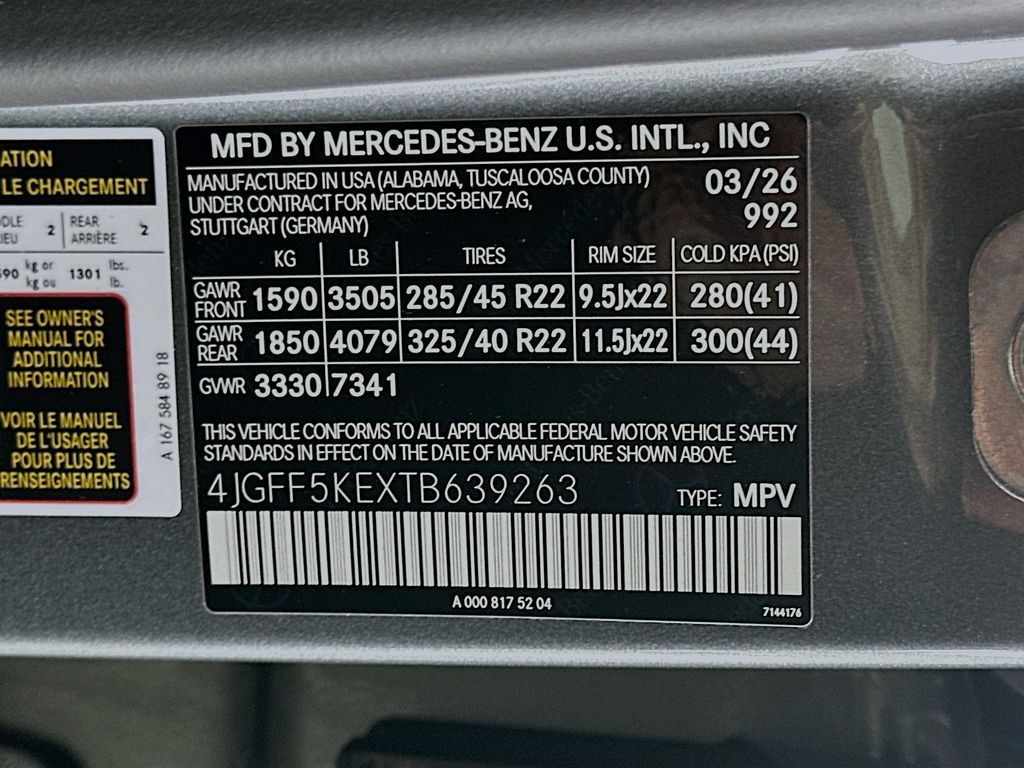 ATION
LE CHARGEMENT
REAR 2
ARRIÈRE
2
kg or 1301 lbs.
kg ou lb.
SEE OWNER'S
MANUAL FOR
ADDITIONAL
INFORMATION
VOIR LE MANUEL
DE L'USAGER
POUR PLUS DE
RENSEIGNEMENTS
A 167 584 89 18
MFD BY MERCEDES-BENZ U.S. INTL., INC
MANUFACTURED IN USA (ALABAMA, TUSCALOOSA COUNTY) 03/26
UNDER CONTRACT FOR MERCEDES-BENZ AG, 992
STUTTGART (GERMANY)
KG LB TIRES RIM SIZE COLD KPA(PSI)
GAWR FRONT 1590 3505 285/45 R22 9.5Jx22 280(41)
GAWR REAR 1850 4079 325/40 R22 11.5Jx22 300(44)
GVWR 3330 7341
THIS VEHICLE CONFORMS TO ALL APPLICABLE FEDERAL MOTOR VEHICLE SAFETY
STANDARDS IN EFFECT ON THE DATE OF MANUFACTURE SHOWN ABOVE.
4JGFF5KEXTB639263 TYPE: MPV
A 000 817 52 04
7144176